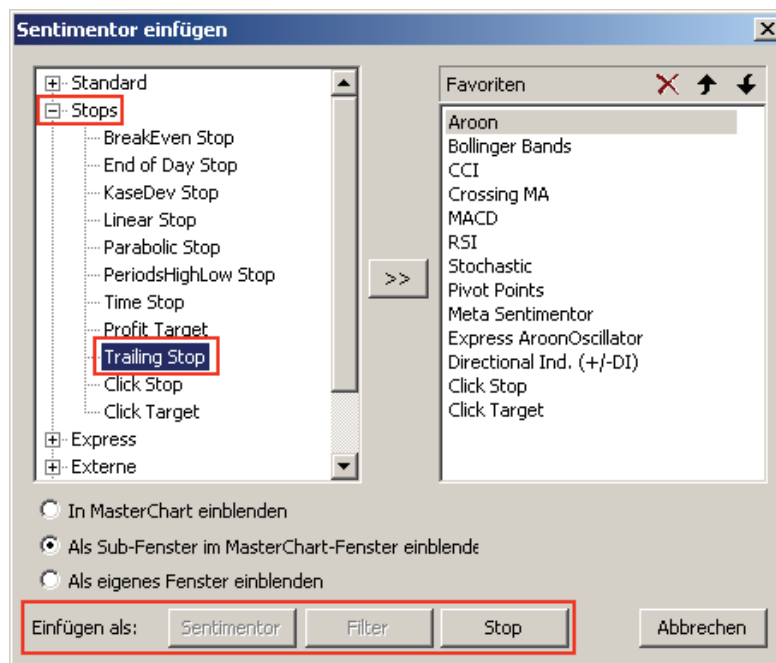 Sentimentor einfügen
Standard
Stops
BreakEven Stop
End of Day Stop
KaseDev Stop
Linear Stop
Parabolic Stop
PeriodsHighLow Stop
Time Stop
Profit Target
Trailing Stop
Click Stop
Click Target
Express
Externe
>>
Favoriten
Aroon
Bollinger Bands
CCI
Crossing MA
MACD
RSI
Stochastic
Pivot Points
Meta Sentimentor
Express AroonOscillator
Directional Ind. (+/-DI)
Click Stop
Click Target
In MasterChart einblenden
Als Sub-Fenster im MasterChart-Fenster einblende
Als eigenes Fenster einblenden
Einfügen als: Sentimentor Filter Stop Abbrechen